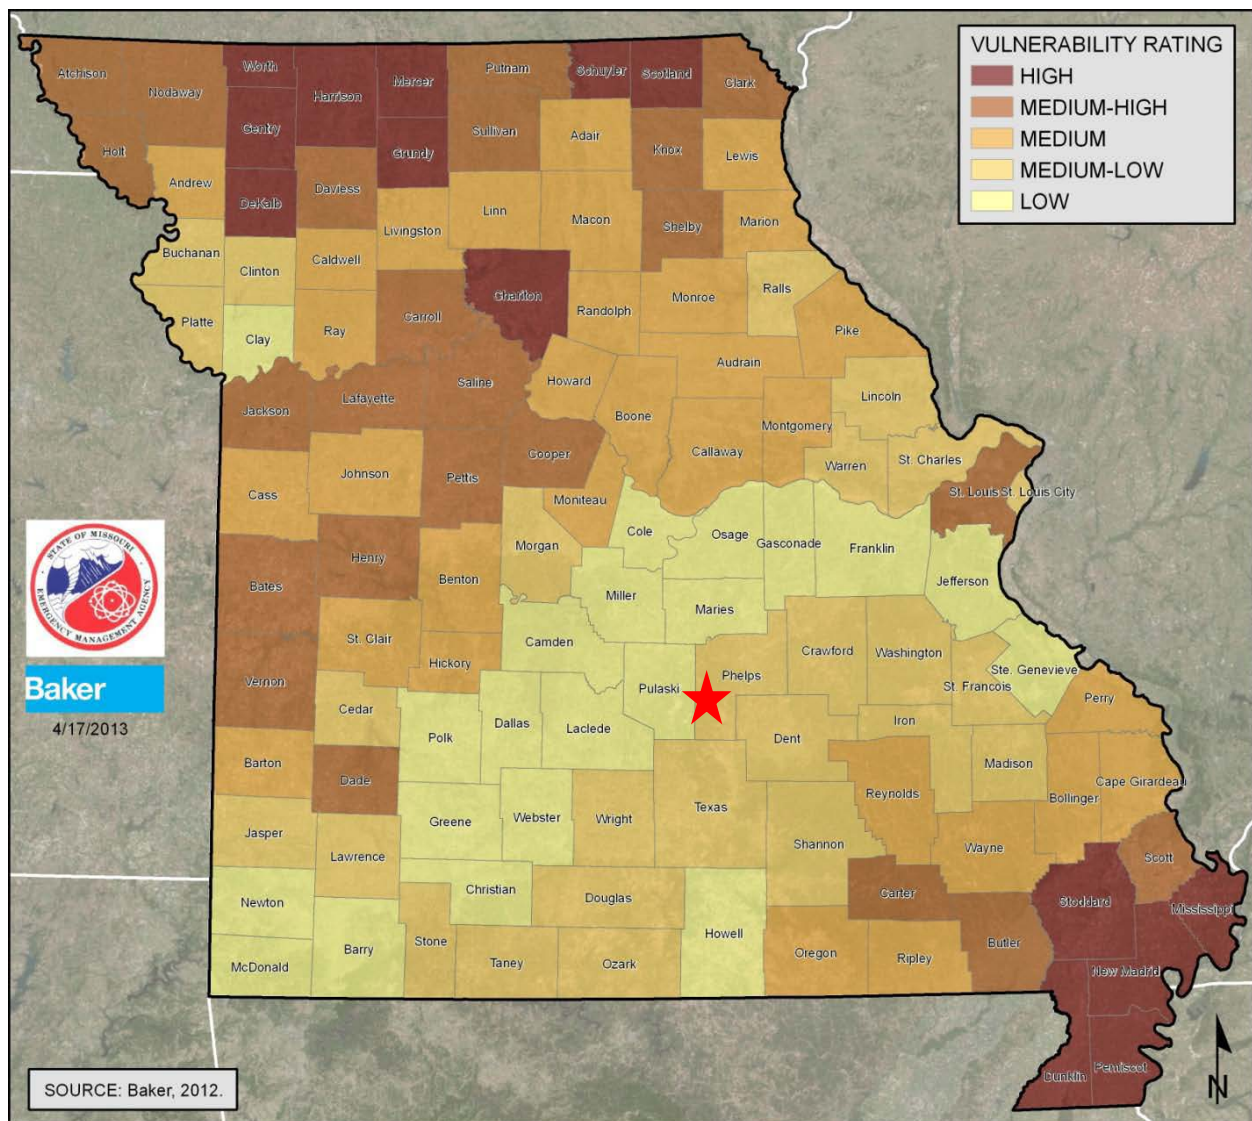 VULNERABILITY RATING
HIGH
MEDIUM-HIGH
MEDIUM
MEDIUM-LOW
LOW
Atchison
Nodaway
Worth
Harrison
Mercer
Putnam
Schuyler
Scotland
Clark
Holt
Gentry
Grundy
Sullivan
Adair
Knox
Lewis
Andrew
DeKalb
Daviess
Livingston
Linn
Macon
Shelby
Marion
Buchanan
Clinton
Caldwell
Chariton
Randolph
Monroe
Ralls
Platte
Clay
Ray
Carroll
Pike
Audrain
Jackson
Lafayette
Saline
Howard
Boone
Callaway
Montgomery
Lincoln
Cass
Johnson
Pettis
Cooper
Moniteau
Warren
St. Charles
St. Louis
St. Louis City
Cole
Osage
Gasconade
Franklin
Jefferson
Bates
Henry
Benton
Morgan
Miller
Maries
Camden
Vernon
St. Clair
Hickory
Pulaski
Phelps
Crawford
Washington
Ste. Genevieve
St. Francois
Perry
Cedar
Polk
Dallas
Laclede
Dent
Iron
Madison
Barton
Dade
Greene
Webster
Wright
Texas
Reynolds
Bollinger
Cape Girardeau
Jasper
Lawrence
Christian
Douglas
Shannon
Wayne
Scott
Newton
Barry
Stone
Taney
Ozark
Howell
Oregon
Carter
Ripley
Butler
Stoddard
Mississippi
McDonald
New Madrid
Dunklin
Pemiscot
STATE OF MISSOURI
EMERGENCY MANAGEMENT AGENCY
Baker
4/17/2013
SOURCE: Baker, 2012.
N